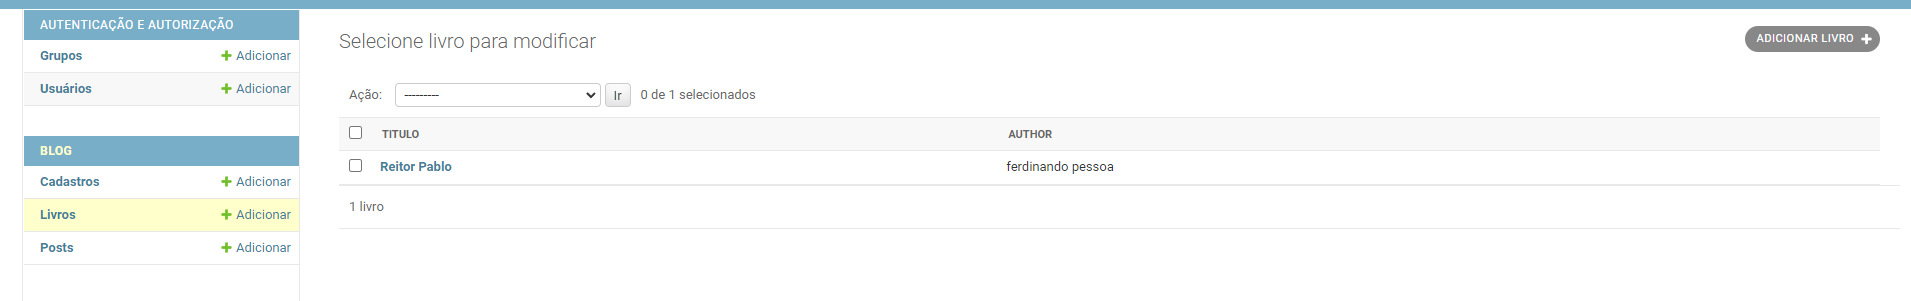 AUTENTICAÇÃO E AUTORIZAÇÃO
Grupos Adicionar
Usuários Adicionar
BLOG
Cadastros Adicionar
Livros Adicionar
Posts Adicionar
Selecione livro para modificar
ADICIONAR LIVRO
Ação: --------- Ir 0 de 1 selecionados
TITULO AUTHOR
Reitor Pablo ferdinando pessoa
1 livro